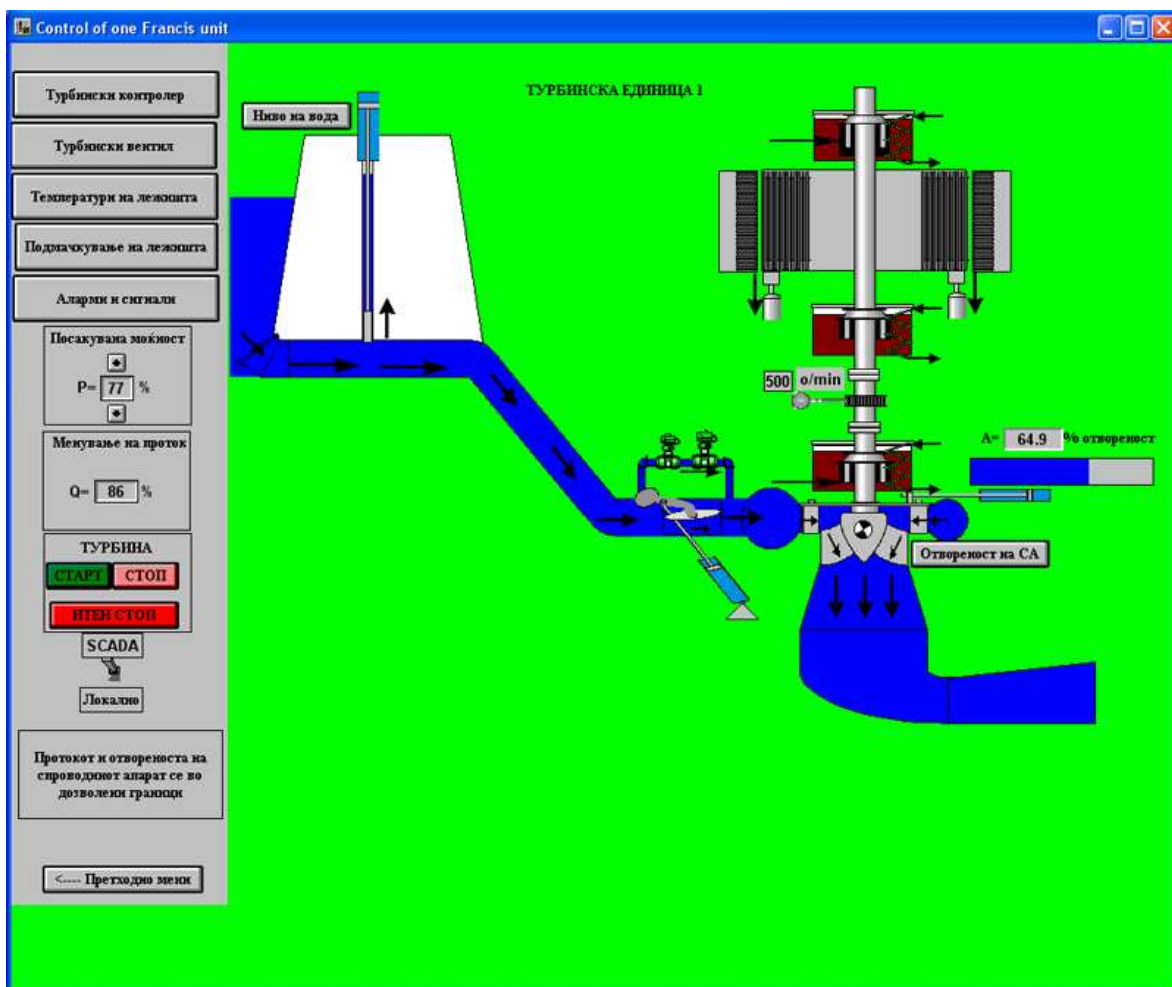 Control of one Francis unit
Турбински контролер
Турбински вентил
Температури на лежишта
Подмачкување на лежишта
Аларми и сигнали
Посакувана моќност
P= 77 %
Менување на проток
Q= 86 %
ТУРБИНА
СТАРТ СТОП
ИТЕН СТОП
SCADA
Локално
Протокот и отвореноста на
спроводниот апарат се во
дозволени граници
<---- Претходно мени
Ниво на вода
ТУРБИНСКА ЕДИНИЦА 1
500 o/min
A= 64.9 % отвореност
Отвореност на СА